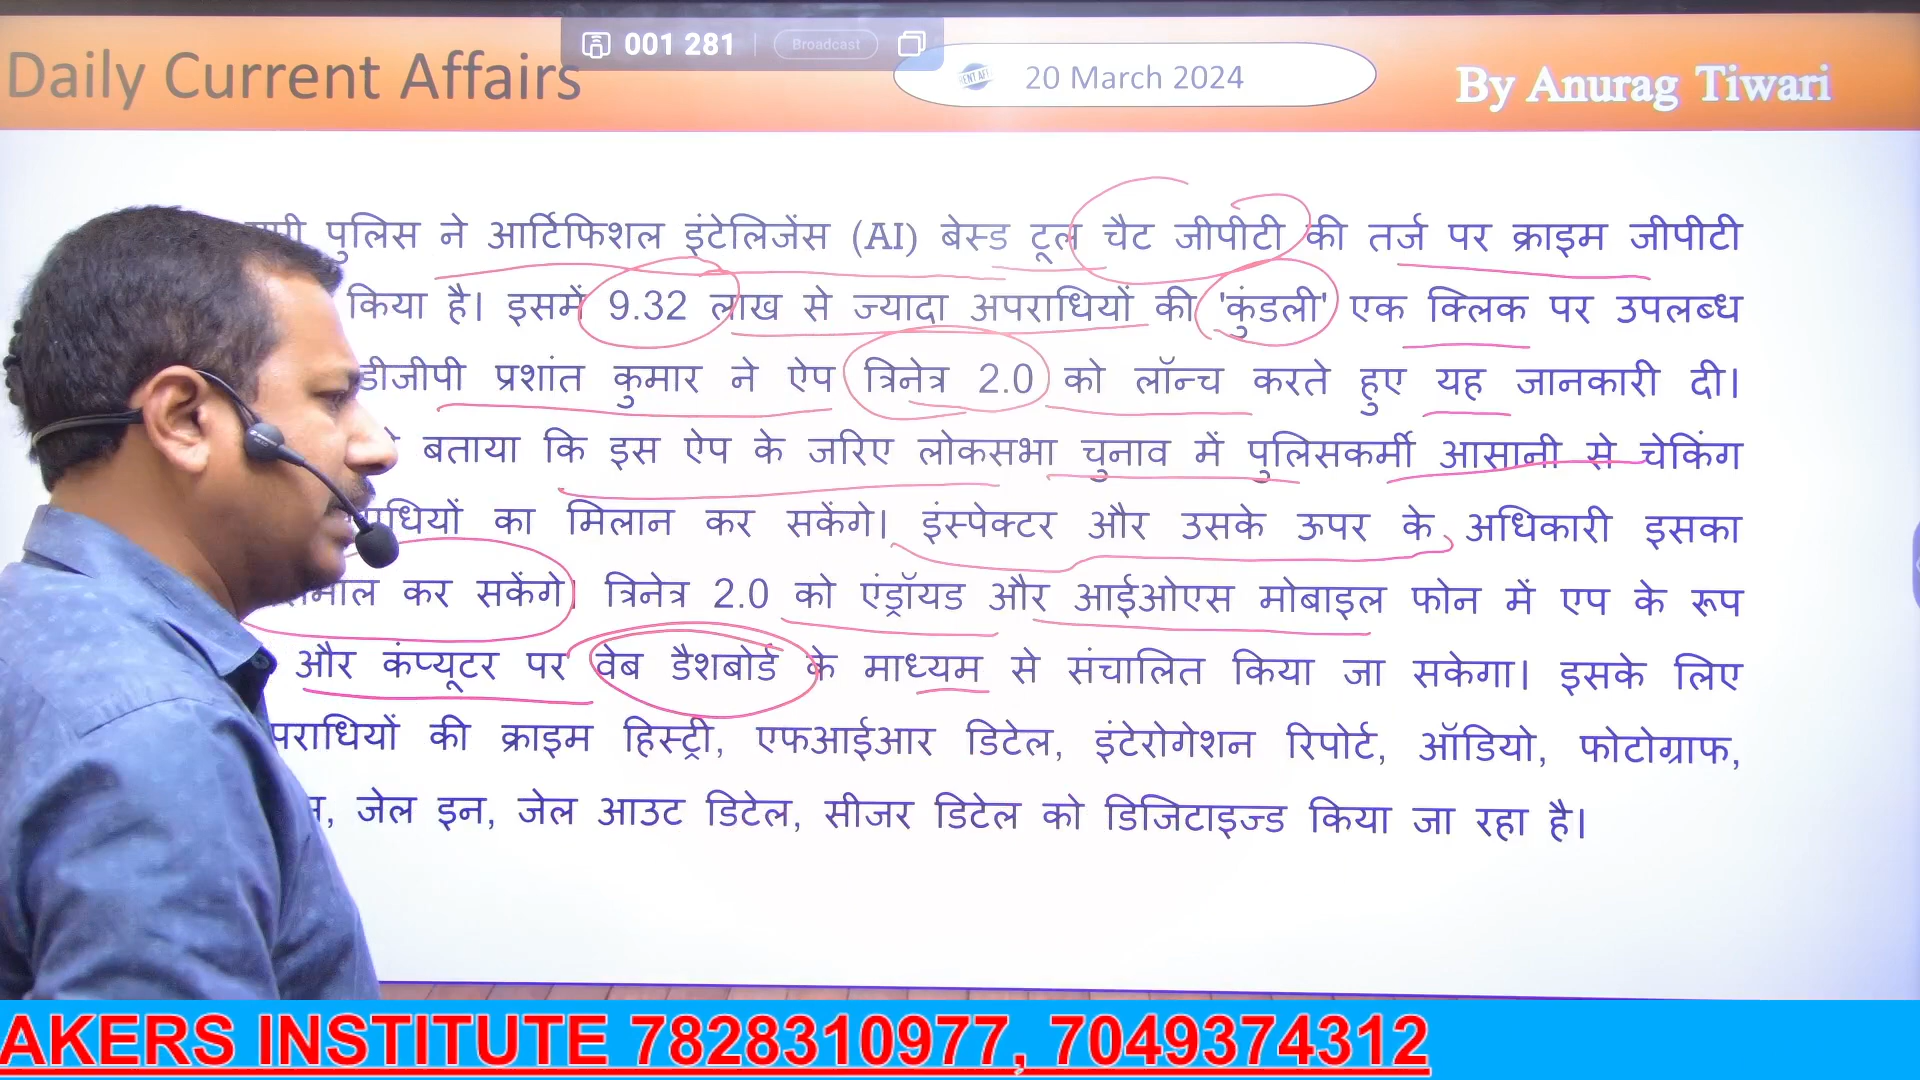 001 281 Broadcast
Daily Current Affairs
20 March 2024
By Anurag Tiwari
पुलिस ने आर्टिफिशल इंटेलिजेंस (AI) बेस्ड टूल चैट जीपीटी की तर्ज पर क्राइम जीपीटी
किया है। इसमें 9.32 लाख से ज्यादा अपराधियों की 'कुंडली' एक क्लिक पर उपलब्ध
डीजीपी प्रशांत कुमार ने ऐप त्रिनेत्र 2.0 को लॉन्च करते हुए यह जानकारी दी।
बताया कि इस ऐप के जरिए लोकसभा चुनाव में पुलिसकर्मी आसानी से चेकिंग
का मिलान कर सकेंगे। इंस्पेक्टर और उसके ऊपर के अधिकारी इसका
कर सकेंगे। त्रिनेत्र 2.0 को एंड्रॉयड और आईओएस मोबाइल फोन में एप के रूप
और कंप्यूटर पर वेब डैशबोर्ड के माध्यम से संचालित किया जा सकेगा। इसके लिए
की क्राइम हिस्ट्री, एफआईआर डिटेल, इंटेरोगेशन रिपोर्ट, ऑडियो, फोटोग्राफ,
जेल इन, जेल आउट डिटेल, सीजर डिटेल को डिजिटाइज्ड किया जा रहा है।
AKERS INSTITUTE 7828310977, 7049374312